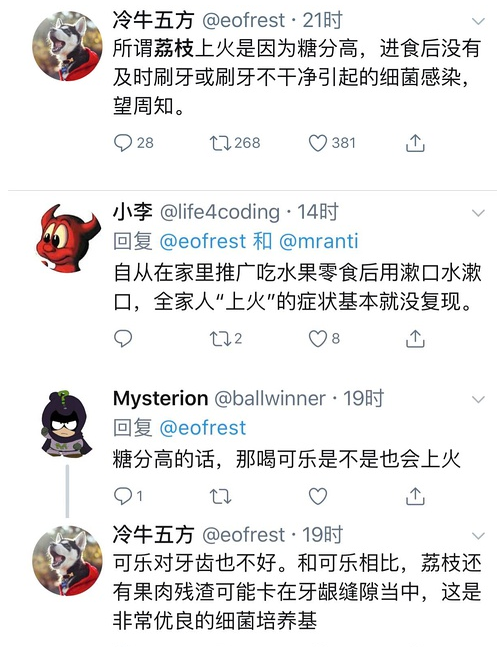 冷牛五方 @eofrest · 21时
所谓荔枝上火是因为糖分高，进食后没有
及时刷牙或刷牙不干净引起的细菌感染，
望周知。
28 268 381
小李 @life4coding · 14时
回复 @eofrest 和 @mranti
自从在家里推广吃水果零食后用漱口水漱
口，全家人“上火”的症状基本就没复现。
2 8
Mysterion @ballwinner · 19时
回复 @eofrest
糖分高的话，那喝可乐是不是也会上火
1
冷牛五方 @eofrest · 19时
可乐对牙齿也不好。和可乐相比，荔枝还
有果肉残渣可能卡在牙龈缝隙当中，这是
非常优良的细菌培养基